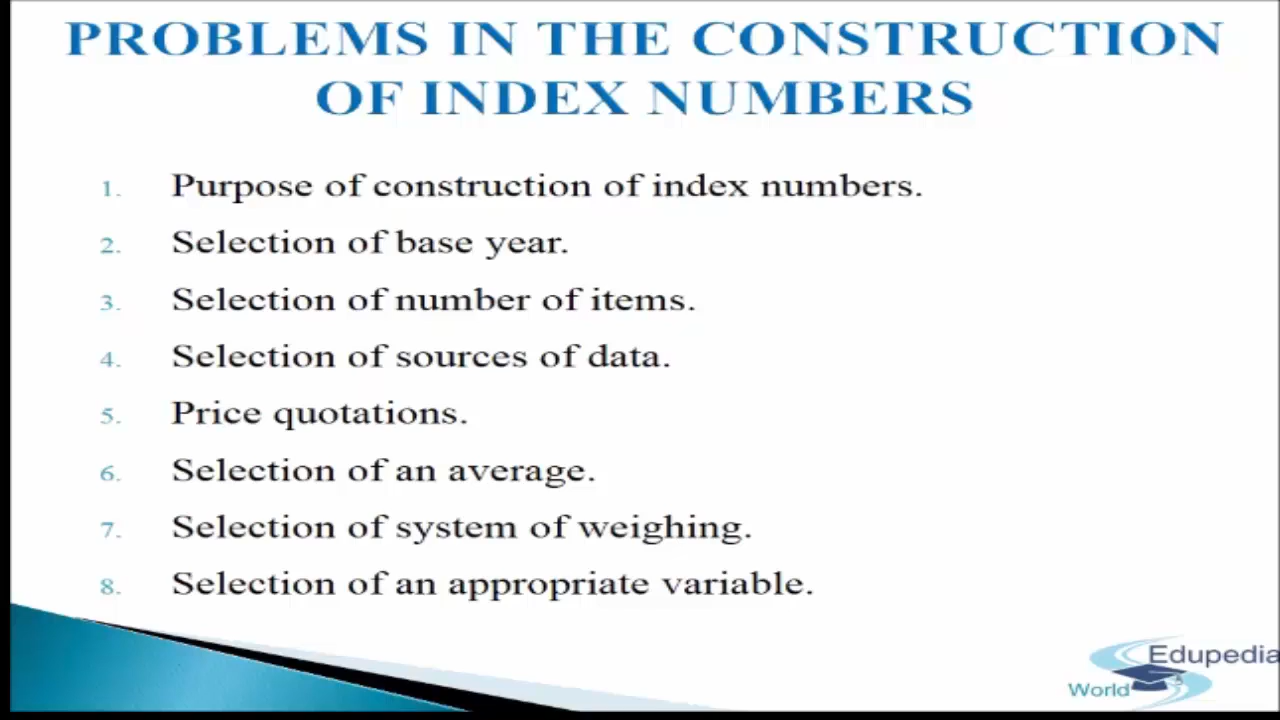 PROBLEMS IN THE CONSTRUCTION
OF INDEX NUMBERS
1. Purpose of construction of index numbers.
2. Selection of base year.
3. Selection of number of items.
4. Selection of sources of data.
5. Price quotations.
6. Selection of an average.
7. Selection of system of weighing.
8. Selection of an appropriate variable.
Edupedia
World